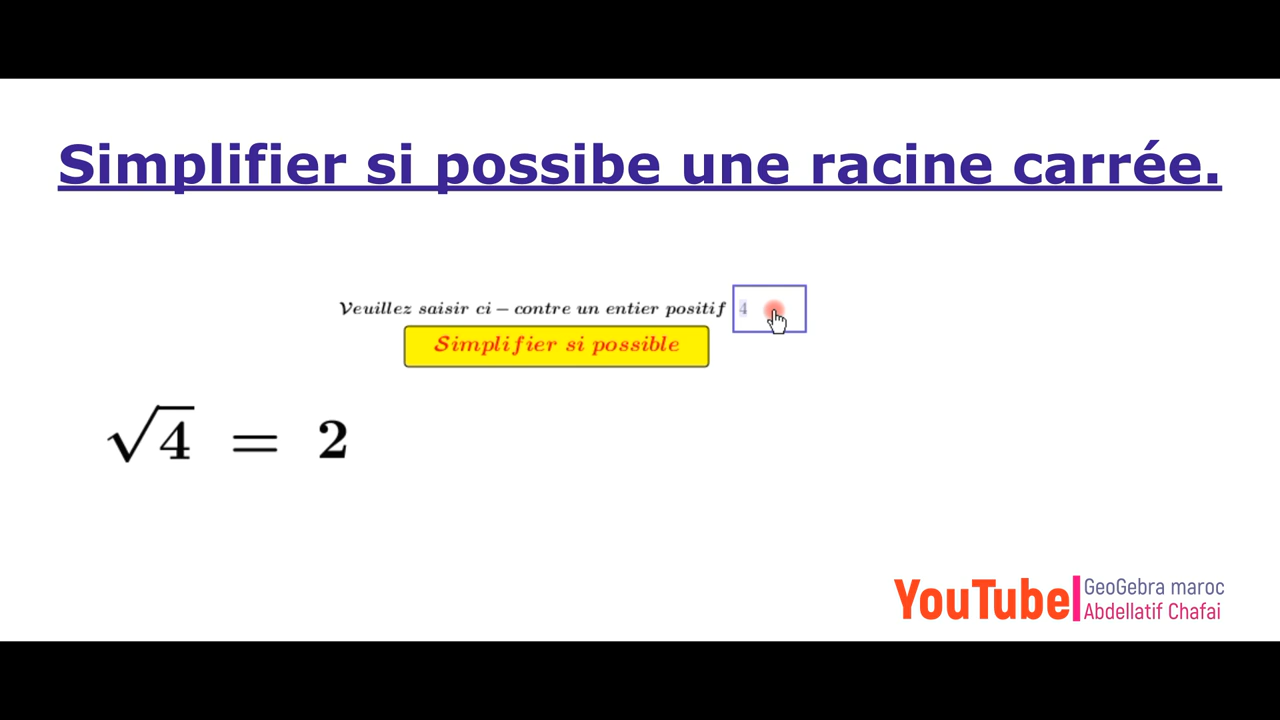 Simplifier si possibe une racine carrée.
Veuillez saisir ci – contre un entier positif 4
Simplifier si possible
√4 = 2
YouTube GeoGebra maroc
Abdellatif Chafai